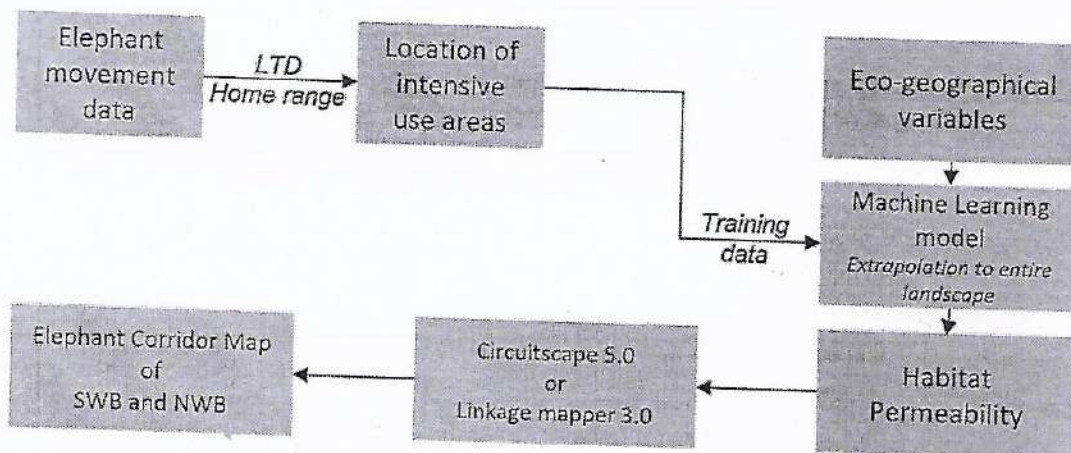 Elephant
movement
data
LTD
Home range
Location of
intensive
use areas
Training
data
Eco-geographical
variables
Machine Learning
model
Extrapolation to entire
landscape
Habitat
Permeability
Circuitscape 5.0
or
Linkage mapper 3.0
Elephant Corridor Map
of
SWB and NWB